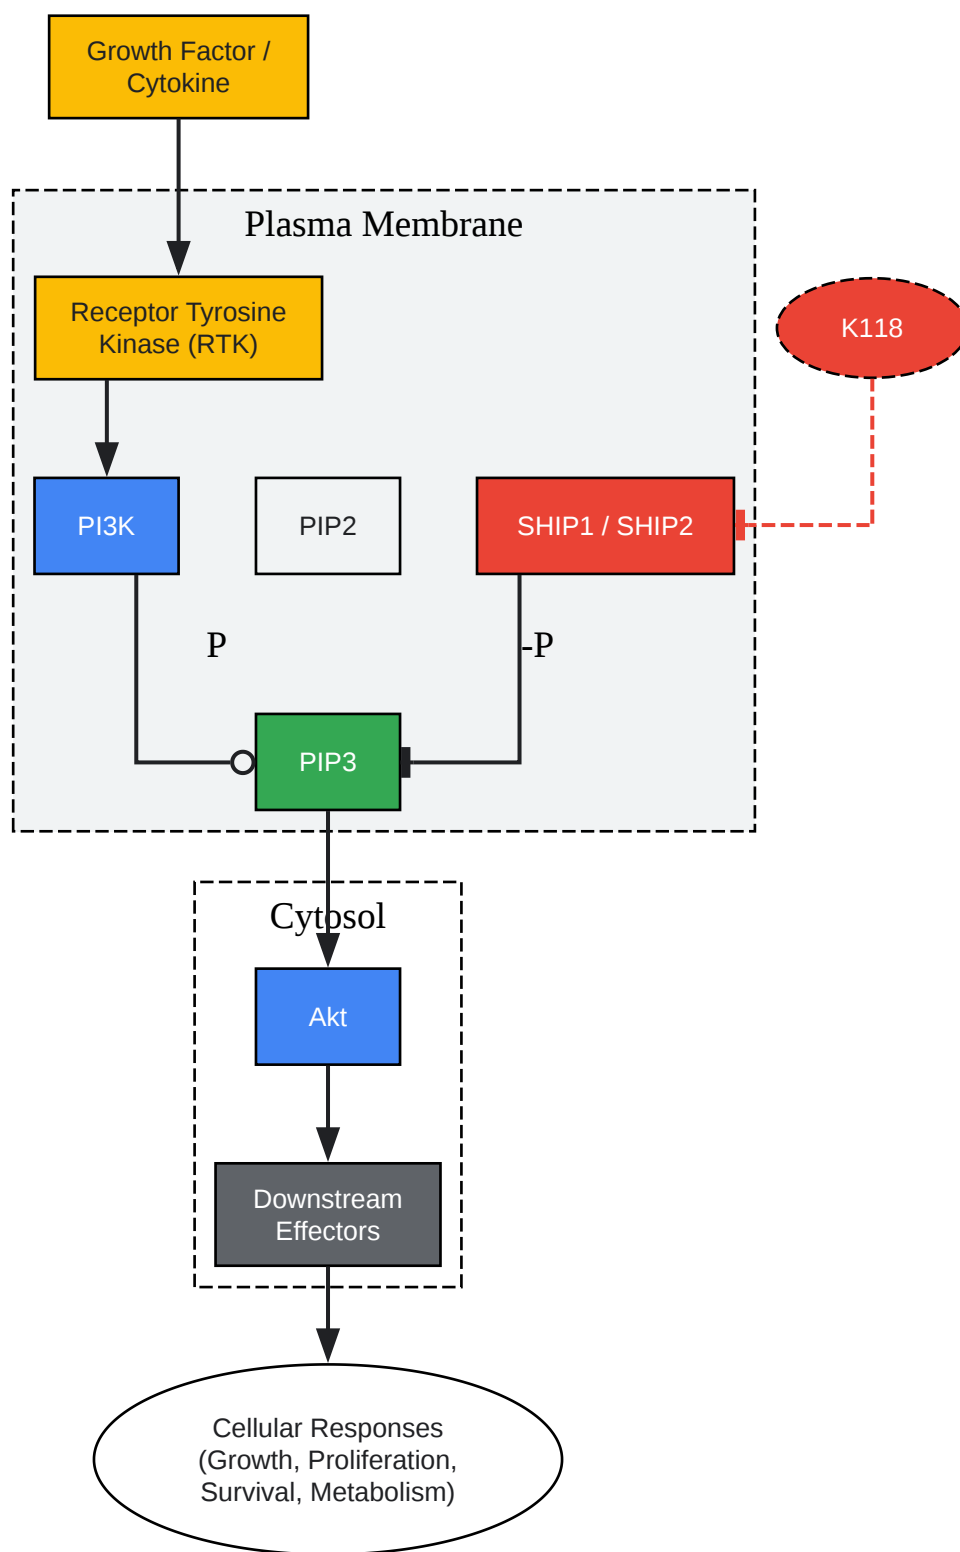 Growth Factor /
Cytokine
Plasma Membrane
Receptor Tyrosine
Kinase (RTK)
K118
PI3K
PIP2
SHIP1 / SHIP2
P
-P
PIP3
Cytosol
Akt
Downstream
Effectors
Cellular Responses
(Growth, Proliferation,
Survival, Metabolism)